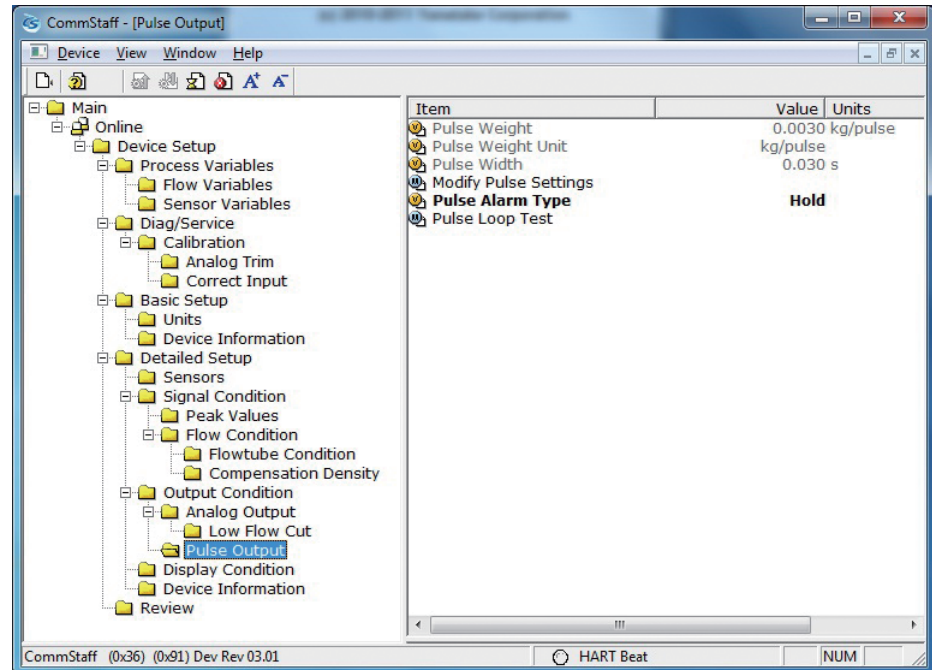 CommStaff - [Pulse Output]
Device View Window Help
Main
Online
Device Setup
Process Variables
Flow Variables
Sensor Variables
Diag/Service
Calibration
Analog Trim
Correct Input
Basic Setup
Units
Device Information
Detailed Setup
Sensors
Signal Condition
Peak Values
Flow Condition
Flowtube Condition
Compensation Density
Output Condition
Analog Output
Low Flow Cut
Pulse Output
Display Condition
Device Information
Review
Item Value Units
Pulse Weight 0.0030 kg/pulse
Pulse Weight Unit kg/pulse
Pulse Width 0.030 s
Modify Pulse Settings
Pulse Alarm Type Hold
Pulse Loop Test
CommStaff (0x36) (0x91) Dev Rev 03.01 HART Beat NUM